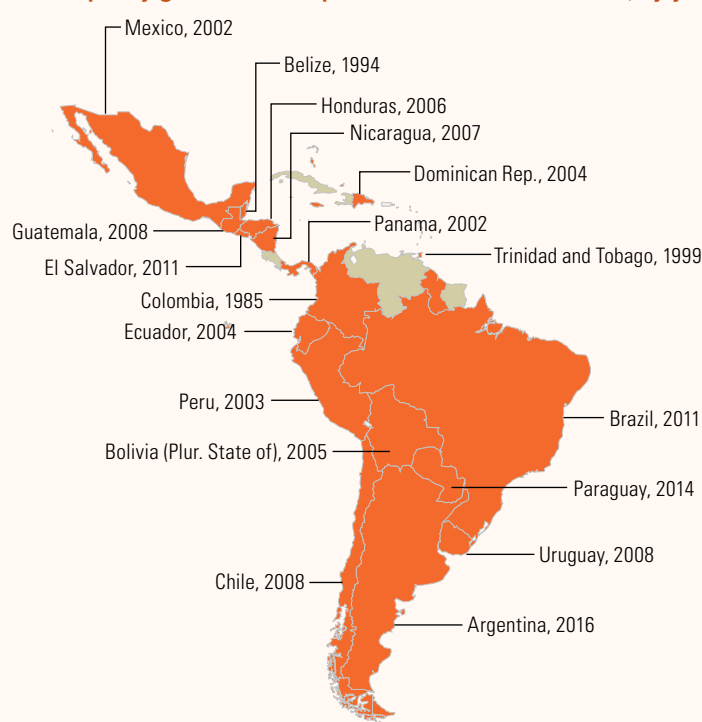 Mexico, 2002
Belize, 1994
Honduras, 2006
Nicaragua, 2007
Dominican Rep., 2004
Guatemala, 2008
Panama, 2002
El Salvador, 2011
Trinidad and Tobago, 1999
Colombia, 1985
Ecuador, 2004
Peru, 2003
Brazil, 2011
Bolivia (Plur. State of), 2005
Paraguay, 2014
Uruguay, 2008
Chile, 2008
Argentina, 2016